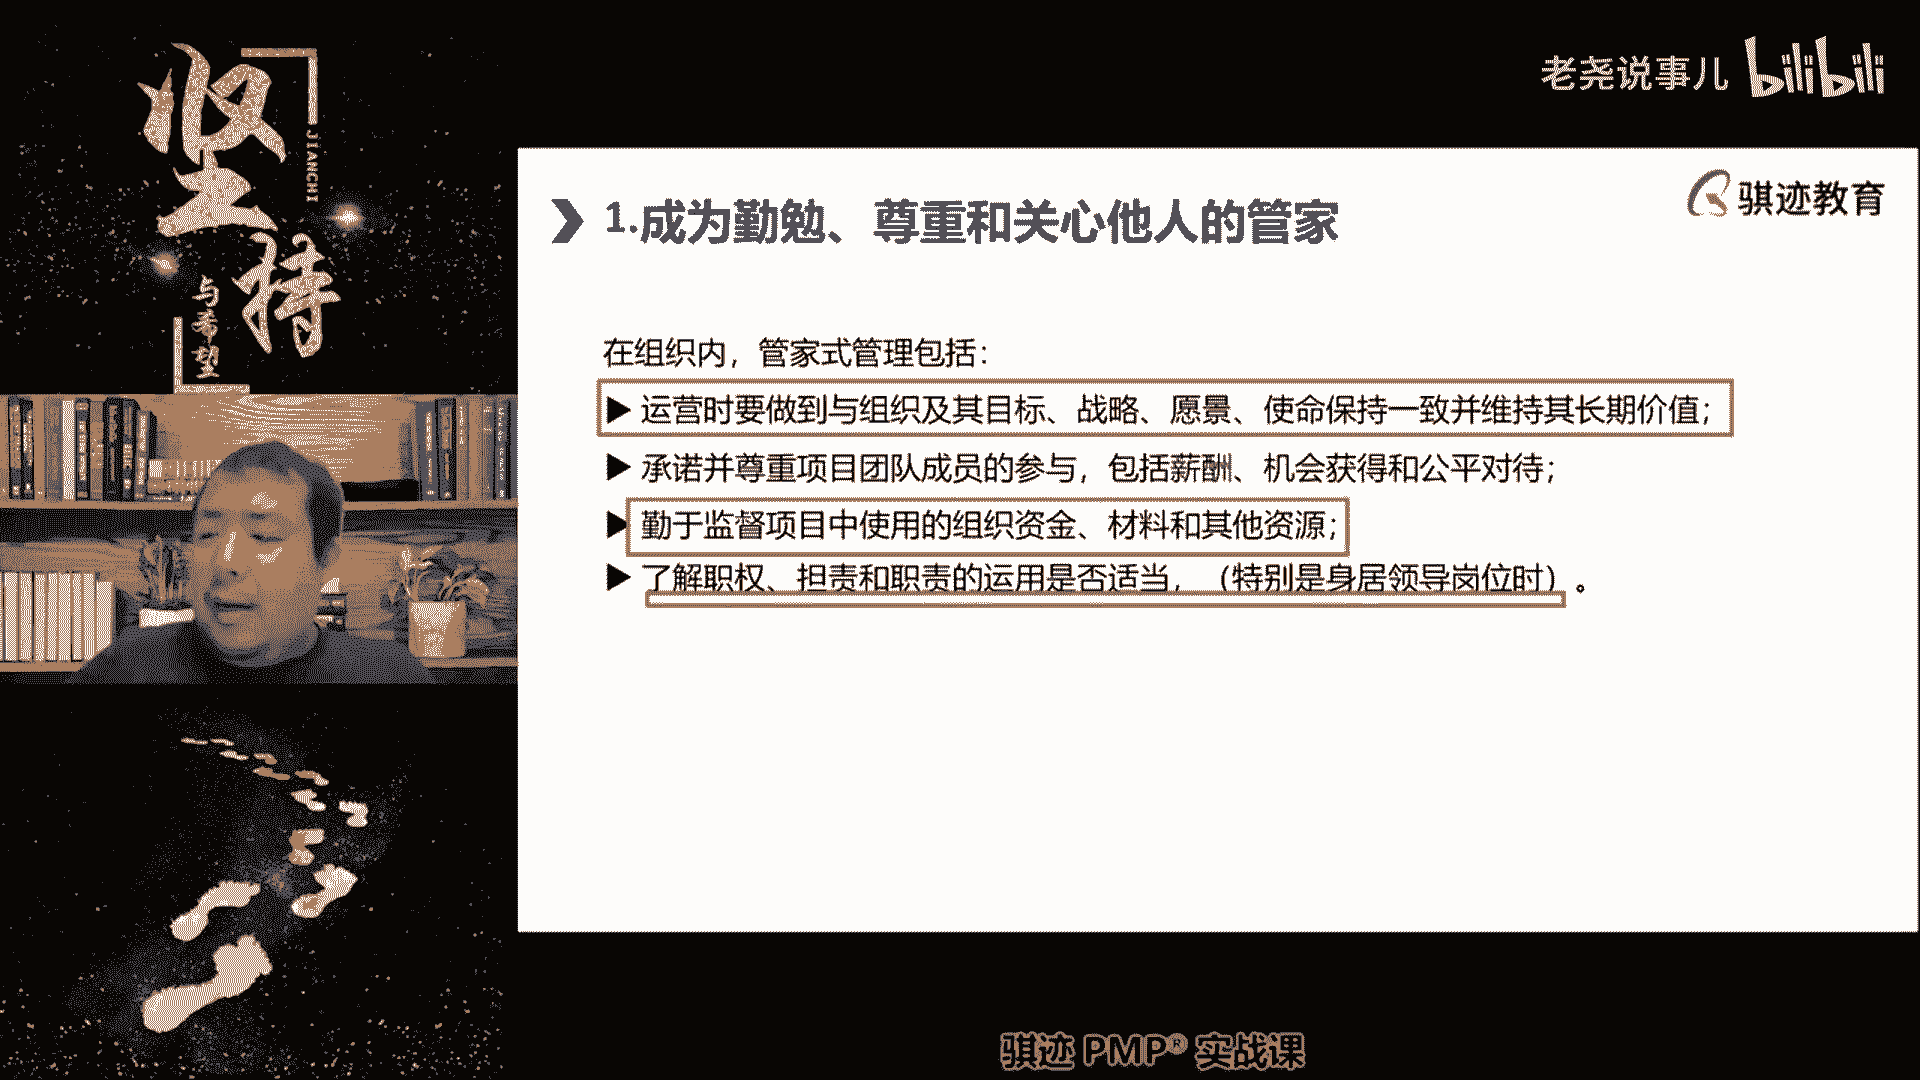 坚持
JIANCHI
与希望
老尧说事儿 bilibili
骐迹教育
1.成为勤勉、尊重和关心他人的管家
在组织内，管家式管理包括：
▶ 运营时要做到与组织及其目标、战略、愿景、使命保持一致并维持其长期价值；
▶ 承诺并尊重项目团队成员的参与，包括薪酬、机会获得和公平对待；
▶ 勤于监督项目中使用的组织资金、材料和其他资源；
▶ 了解职权、担责和职责的运用是否适当，（特别是身居领导岗位时）。
骐迹 PMP® 实战课